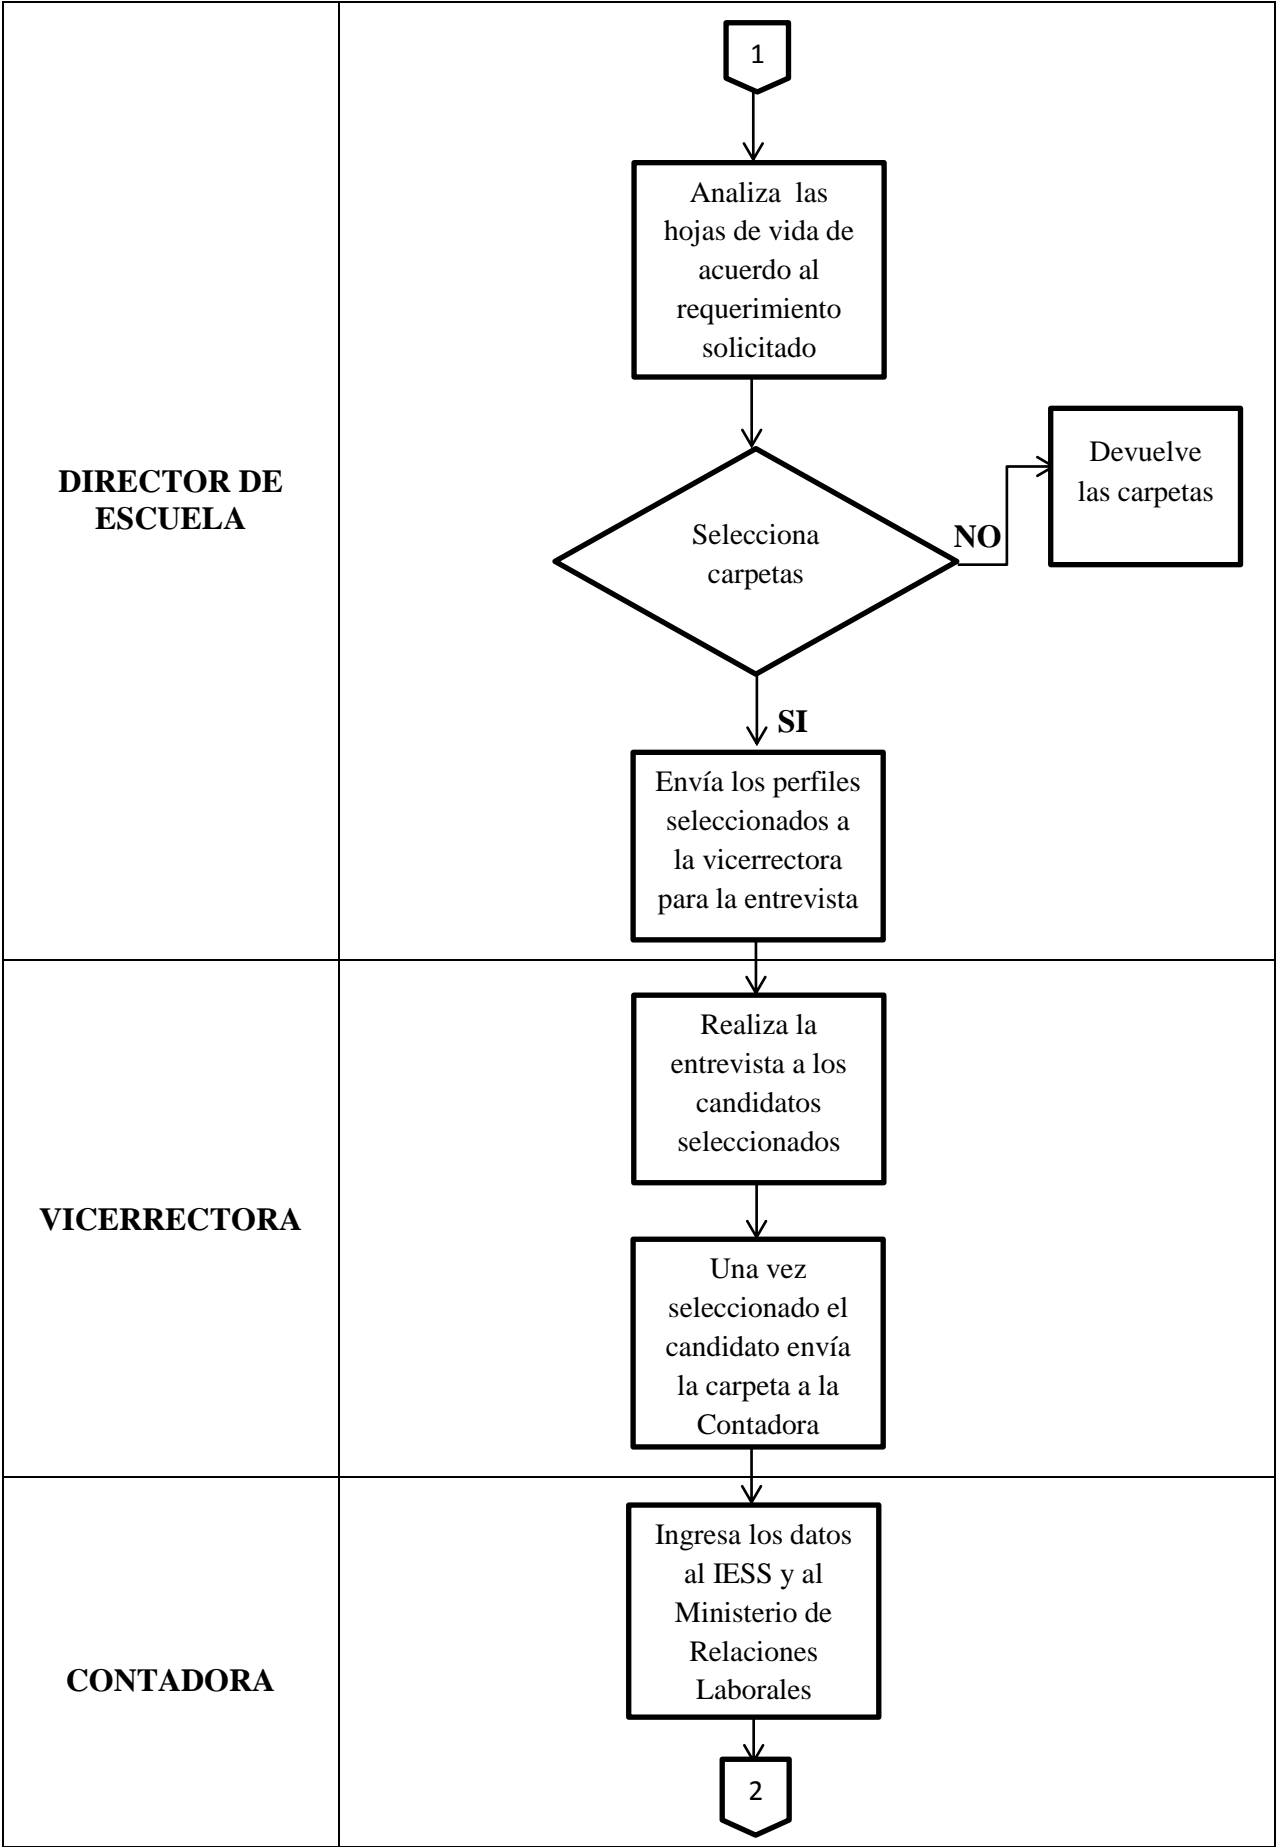 1
Analiza las
hojas de vida de
acuerdo al
requerimiento
solicitado
DIRECTOR DE
ESCUELA
Devuelve
las carpetas
Selecciona
carpetas
NO
SI
Envía los perfiles
seleccionados a
la vicerrectora
para la entrevista
VICERRECTORA
Realiza la
entrevista a los
candidatos
seleccionados
Una vez
seleccionado el
candidato envía
la carpeta a la
Contadora
CONTADORA
Ingresa los datos
al IESS y al
Ministerio de
Relaciones
Laborales
2